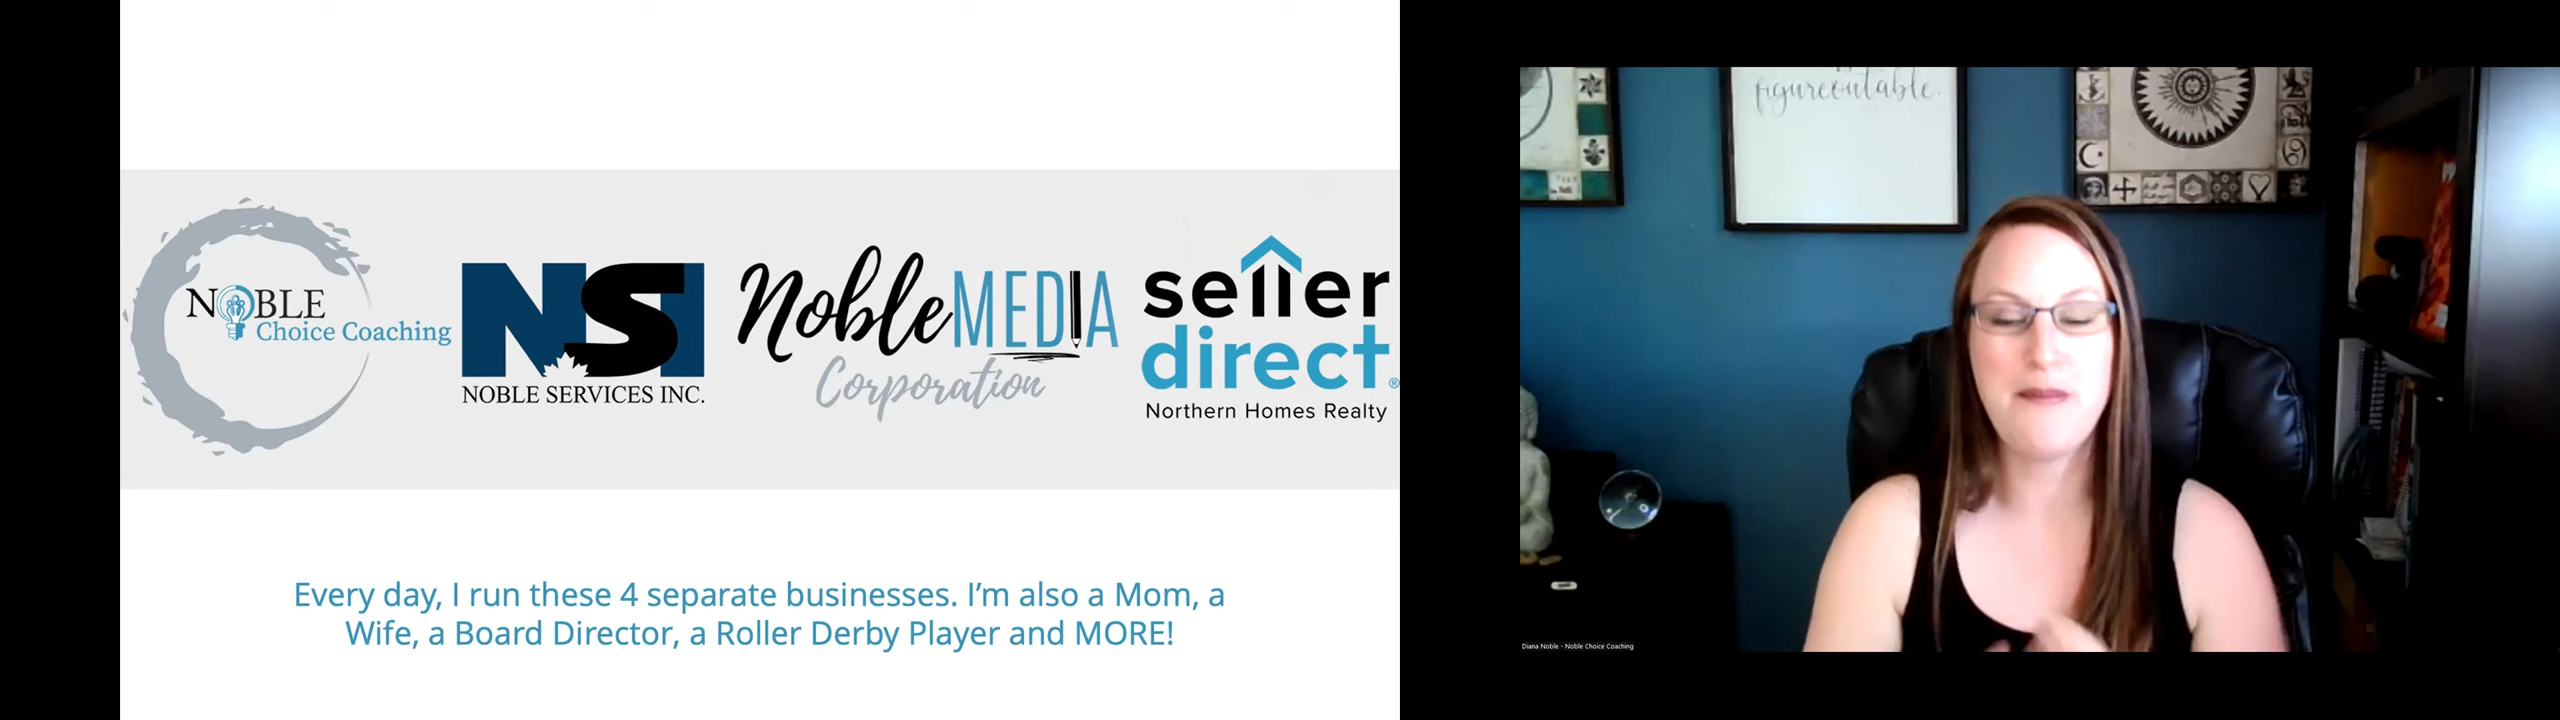 NOBLE
Choice Coaching
NSI
NOBLE SERVICES INC.
Noble MEDIA
Corporation
seller
direct®
Northern Homes Realty
Every day, I run these 4 separate businesses. I’m also a Mom, a
Wife, a Board Director, a Roller Derby Player and MORE!
figureoutable.
Diana Noble - Noble Choice Coaching